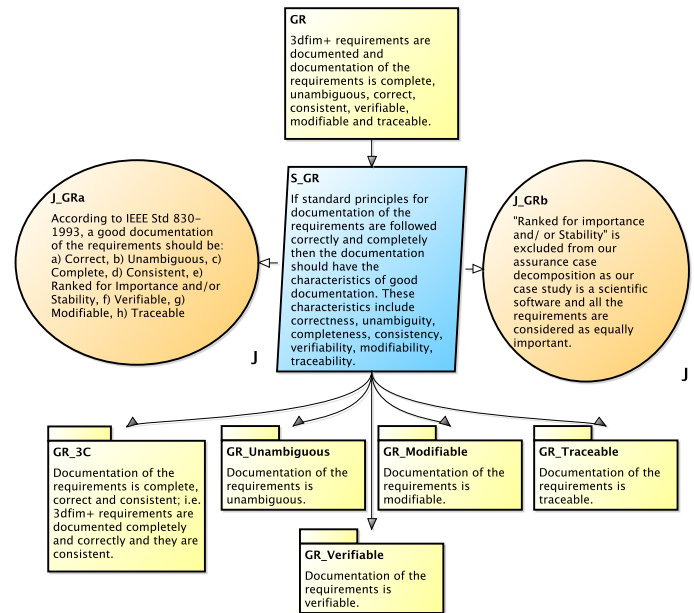 GR
3dfim+ requirements are
documented and
documentation of the
requirements is complete,
unambiguous, correct,
consistent, verifiable,
modifiable and traceable.
J_GRa
According to IEEE Std 830-
1993, a good documentation
of the requirements should be:
a) Correct, b) Unambiguous, c)
Complete, d) Consistent, e)
Ranked for Importance and/or
Stability, f) Verifiable, g)
Modifiable, h) Traceable
J
S_GR
If standard principles for
documentation of the
requirements are followed
correctly and completely
then the documentation
should have the
characteristics of good
documentation. These
characteristics include
correctness, unambiguity,
completeness, consistency,
verifiability, modifiability,
traceability.
J_GRb
"Ranked for importance
and/ or Stability" is
excluded from our
assurance case
decomposition as our
case study is a scientific
software and all the
requirements are
considered as equally
important.
J
GR_3C
Documentation of the
requirements is complete,
correct and consistent; i.e.
3dfim+ requirements are
documented completely
and correctly and they are
consistent.
GR_Unambiguous
Documentation of the
requirements is
unambiguous.
GR_Modifiable
Documentation of the
requirements is
modifiable.
GR_Traceable
Documentation of the
requirements is
traceable.
GR_Verifiable
Documentation of the
requirements is
verifiable.